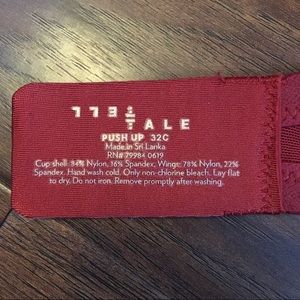 ALE
PUSH UP 32C
Made in Sri Lanka
RN# 79984 0619
Cup shell: 84% Nylon, 16% Spandex, Wings: 78% Nylon, 22%
Spandex. Hand wash cold. Only non-chlorine bleach. Lay flat
to dry. Do not iron. Remove promptly after washing.